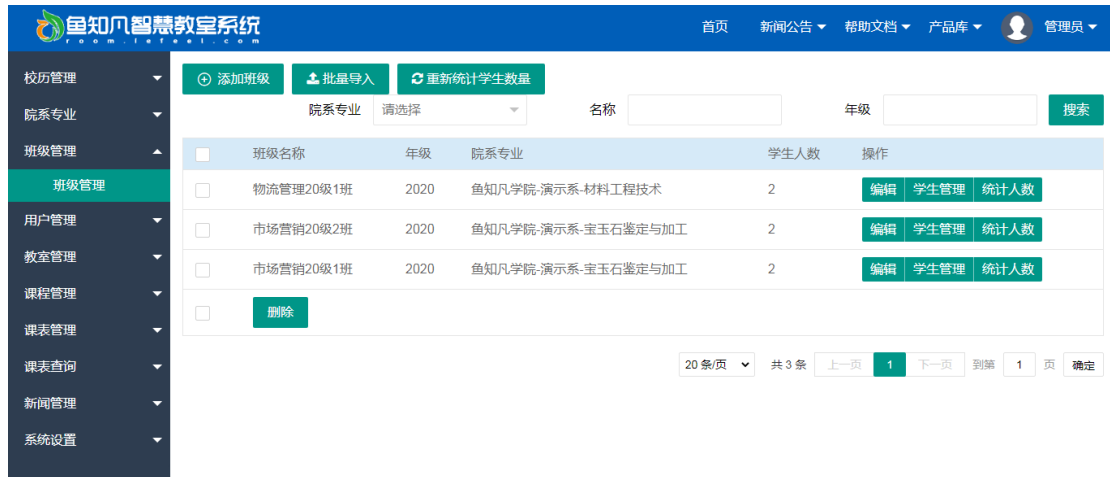 鱼知凡智慧教室系统
room.lefeel.com
首页 新闻公告 帮助文档 产品库 管理员
校历管理
院系专业
班级管理
班级管理
用户管理
教室管理
课程管理
课表管理
课表查询
新闻管理
系统设置
添加班级 批量导入 重新统计学生数量
院系专业 请选择 名称 年级 搜索
班级名称 年级 院系专业 学生人数 操作
物流管理20级1班 2020 鱼知凡学院-演示系-材料工程技术 2 编辑 学生管理 统计人数
市场营销20级2班 2020 鱼知凡学院-演示系-宝玉石鉴定与加工 2 编辑 学生管理 统计人数
市场营销20级1班 2020 鱼知凡学院-演示系-宝玉石鉴定与加工 2 编辑 学生管理 统计人数
删除
20 条/页 共 3 条 上一页 1 下一页 到第 1 页 确定